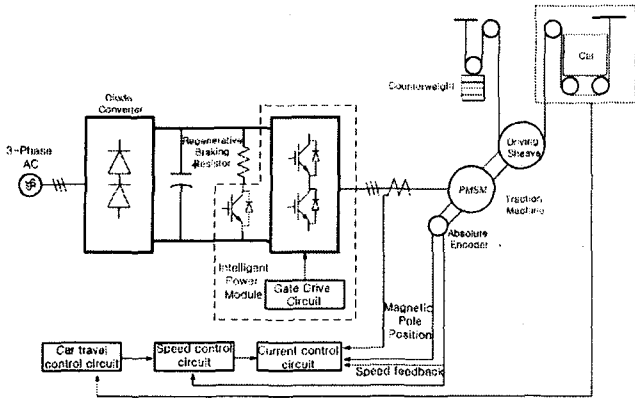 Car
Counterweight
Diode
Converter
3-Phase
AC
Regenerative
Braking
Resistor
Driving
Sheave
PMSM
Traction
Machine
Absolute Encoder
Intelligent
Power
Module
Gate Drive
Circuit
Magnetic
Pole
Position
Car travel
control circuit
Speed control
circuit
Current control
circuit
Speed feedback